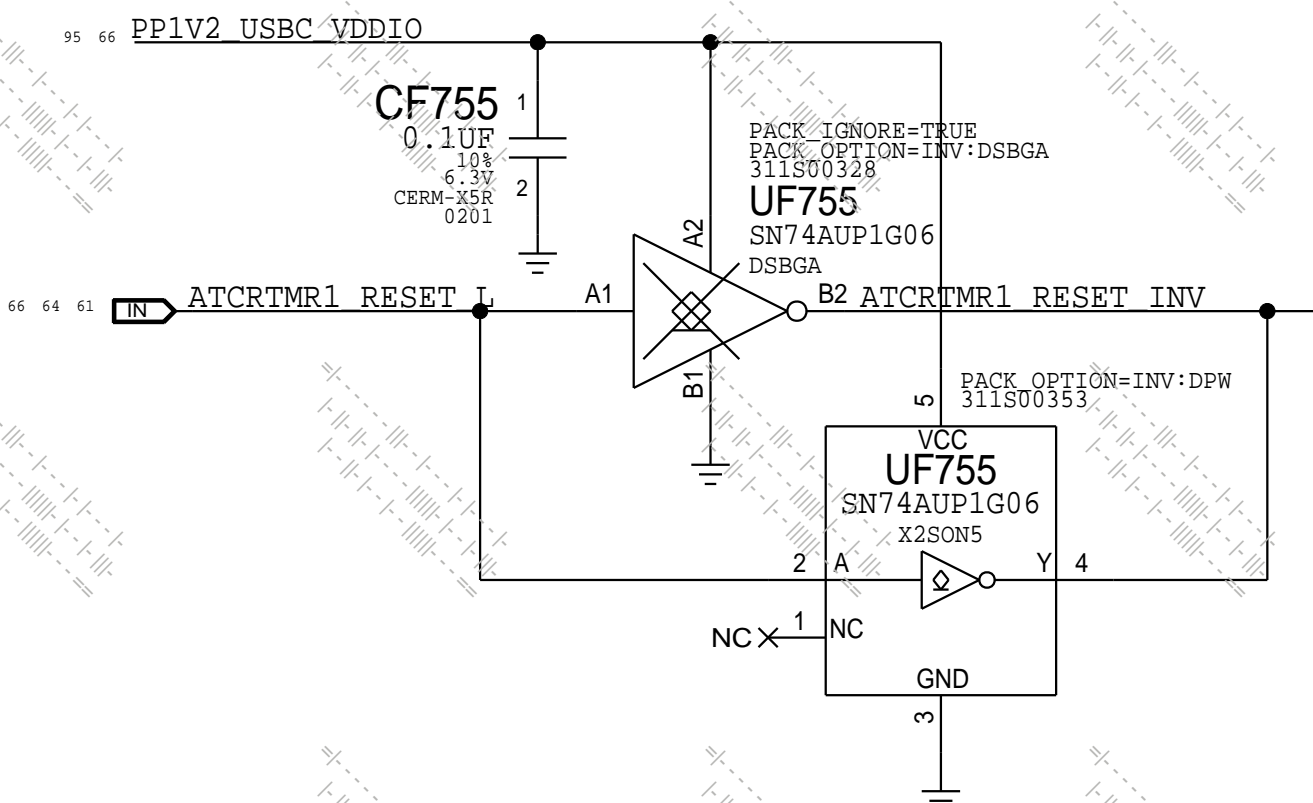 95 66 PP1V2_USBC_VDDIO
CF755
0.1UF
10%
6.3V
CERM-X5R
0201
1
2
PACK_IGNORE=TRUE
PACK_OPTION=INV:DSBGA
311S00328
UF755
SN74AUP1G06
DSBGA
A2
66 64 61 IN ATCRTMR1_RESET_L
A1
B2 ATCRTMR1_RESET_INV
B1
PACK_OPTION=INV:DPW
311S00353
5
VCC
UF755
SN74AUP1G06
X2SON5
2 A
Y 4
NC 1 NC
GND
3